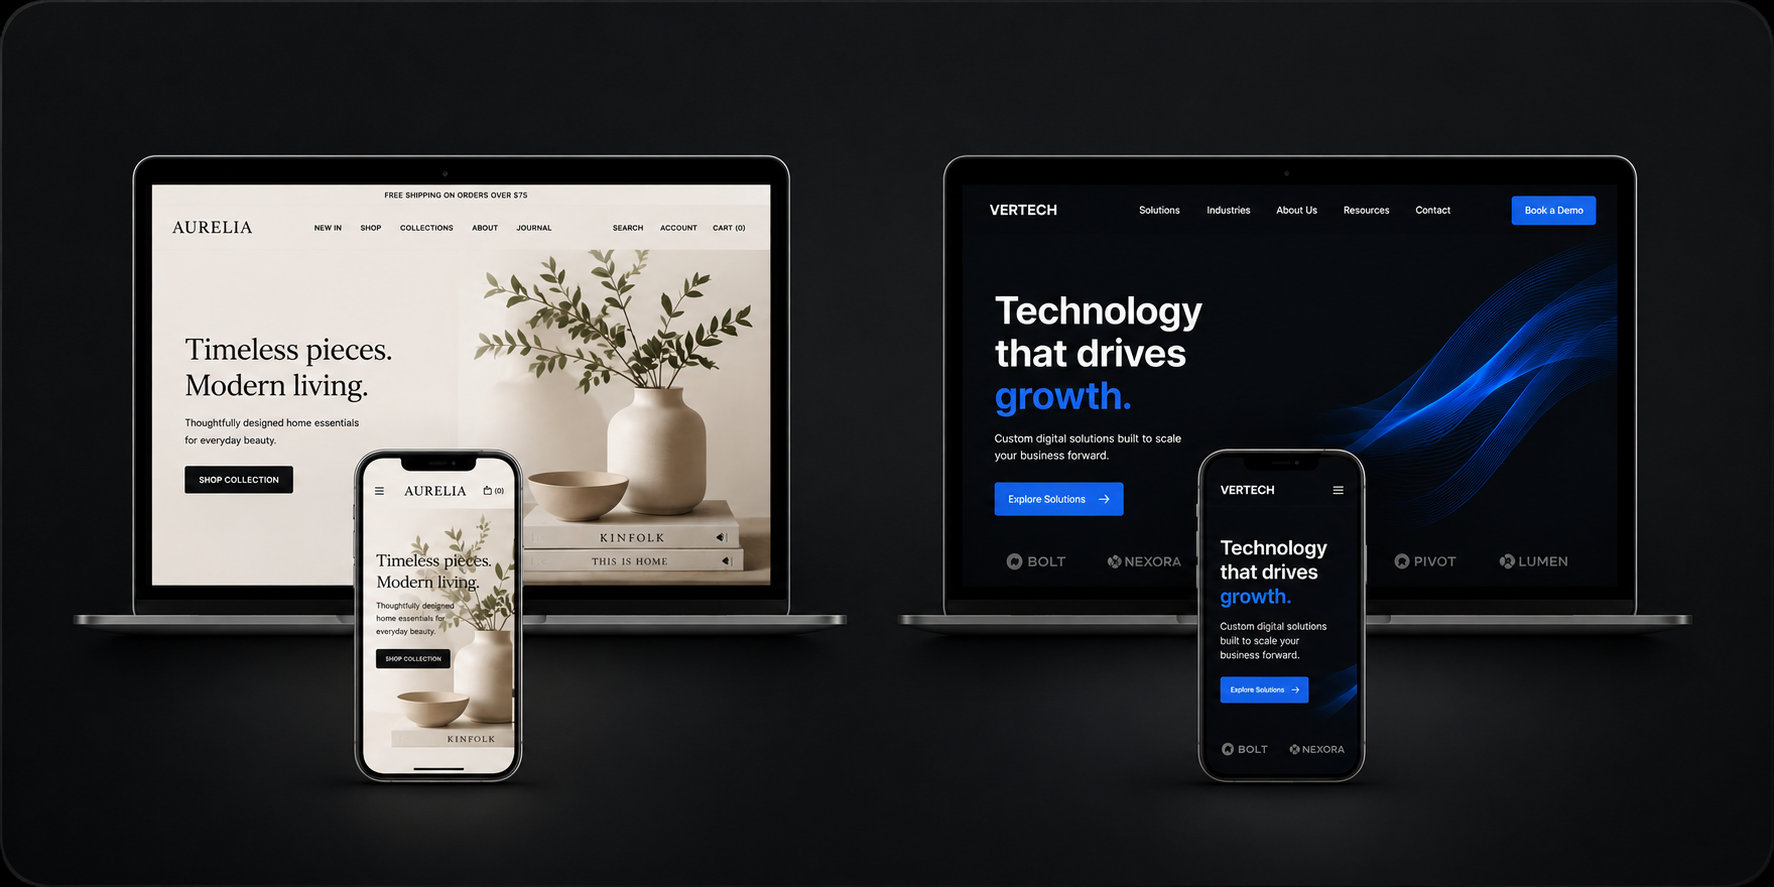 FREE SHIPPING ON ORDERS OVER $75
AURELIA
NEW IN SHOP COLLECTIONS ABOUT JOURNAL
SEARCH ACCOUNT CART (0)
Timeless pieces.
Modern living.
Thoughtfully designed home essentials
for everyday beauty.
SHOP COLLECTION
KINFOLK
THIS IS HOME
AURELIA (0)
Timeless pieces.
Modern living.
Thoughtfully designed
home essentials for
everyday beauty.
SHOP COLLECTION
KINFOLK
VERTECH
Solutions Industries About Us Resources Contact
Book a Demo
Technology
that drives
growth.
Custom digital solutions built to scale
your business forward.
Explore Solutions →
BOLT NEXORA PIVOT LUMEN
VERTECH
Technology
that drives
growth.
Custom digital solutions
built to scale your
business forward.
Explore Solutions →
BOLT NEXORA